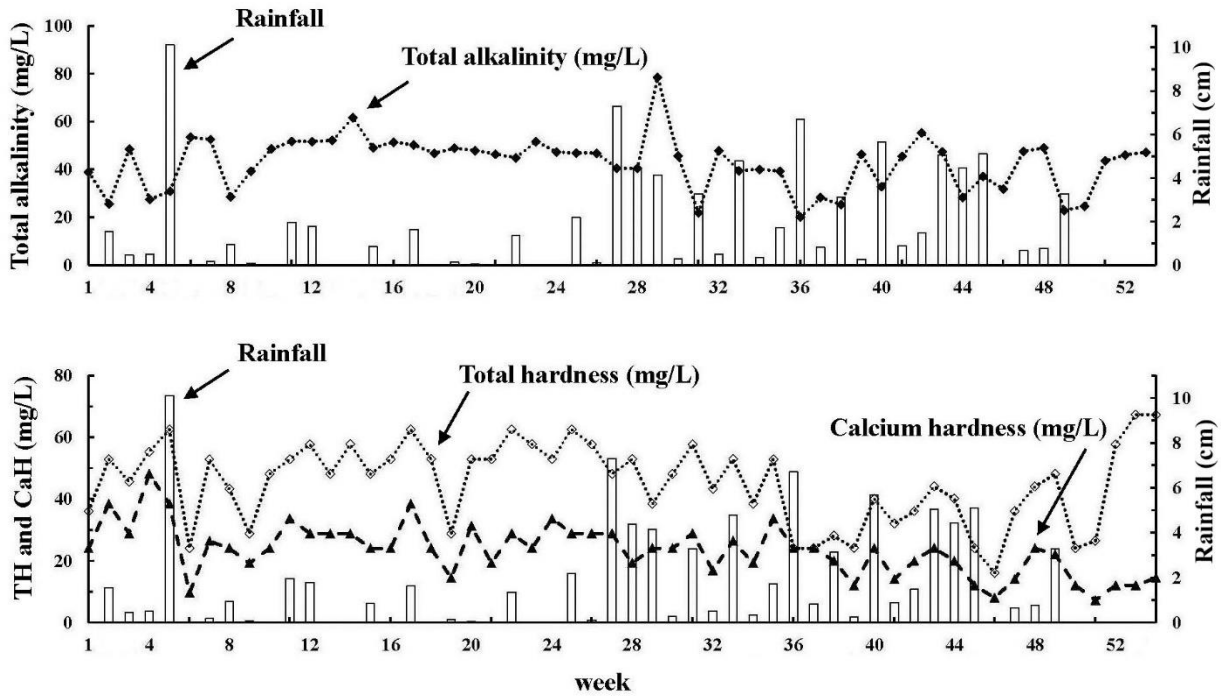 Rainfall
Total alkalinity (mg/L)
Total alkalinity (mg/L)
100
80
60
40
20
0
10
8
6
4
2
0
Rainfall (cm)
1 4 8 12 16 20 24 28 32 36 40 44 48 52
Rainfall
Total hardness (mg/L)
Calcium hardness (mg/L)
TH and CaH (mg/L)
80
60
40
20
0
10
8
6
4
2
0
Rainfall (cm)
1 4 8 12 16 20 24 28 32 36 40 44 48 52
week